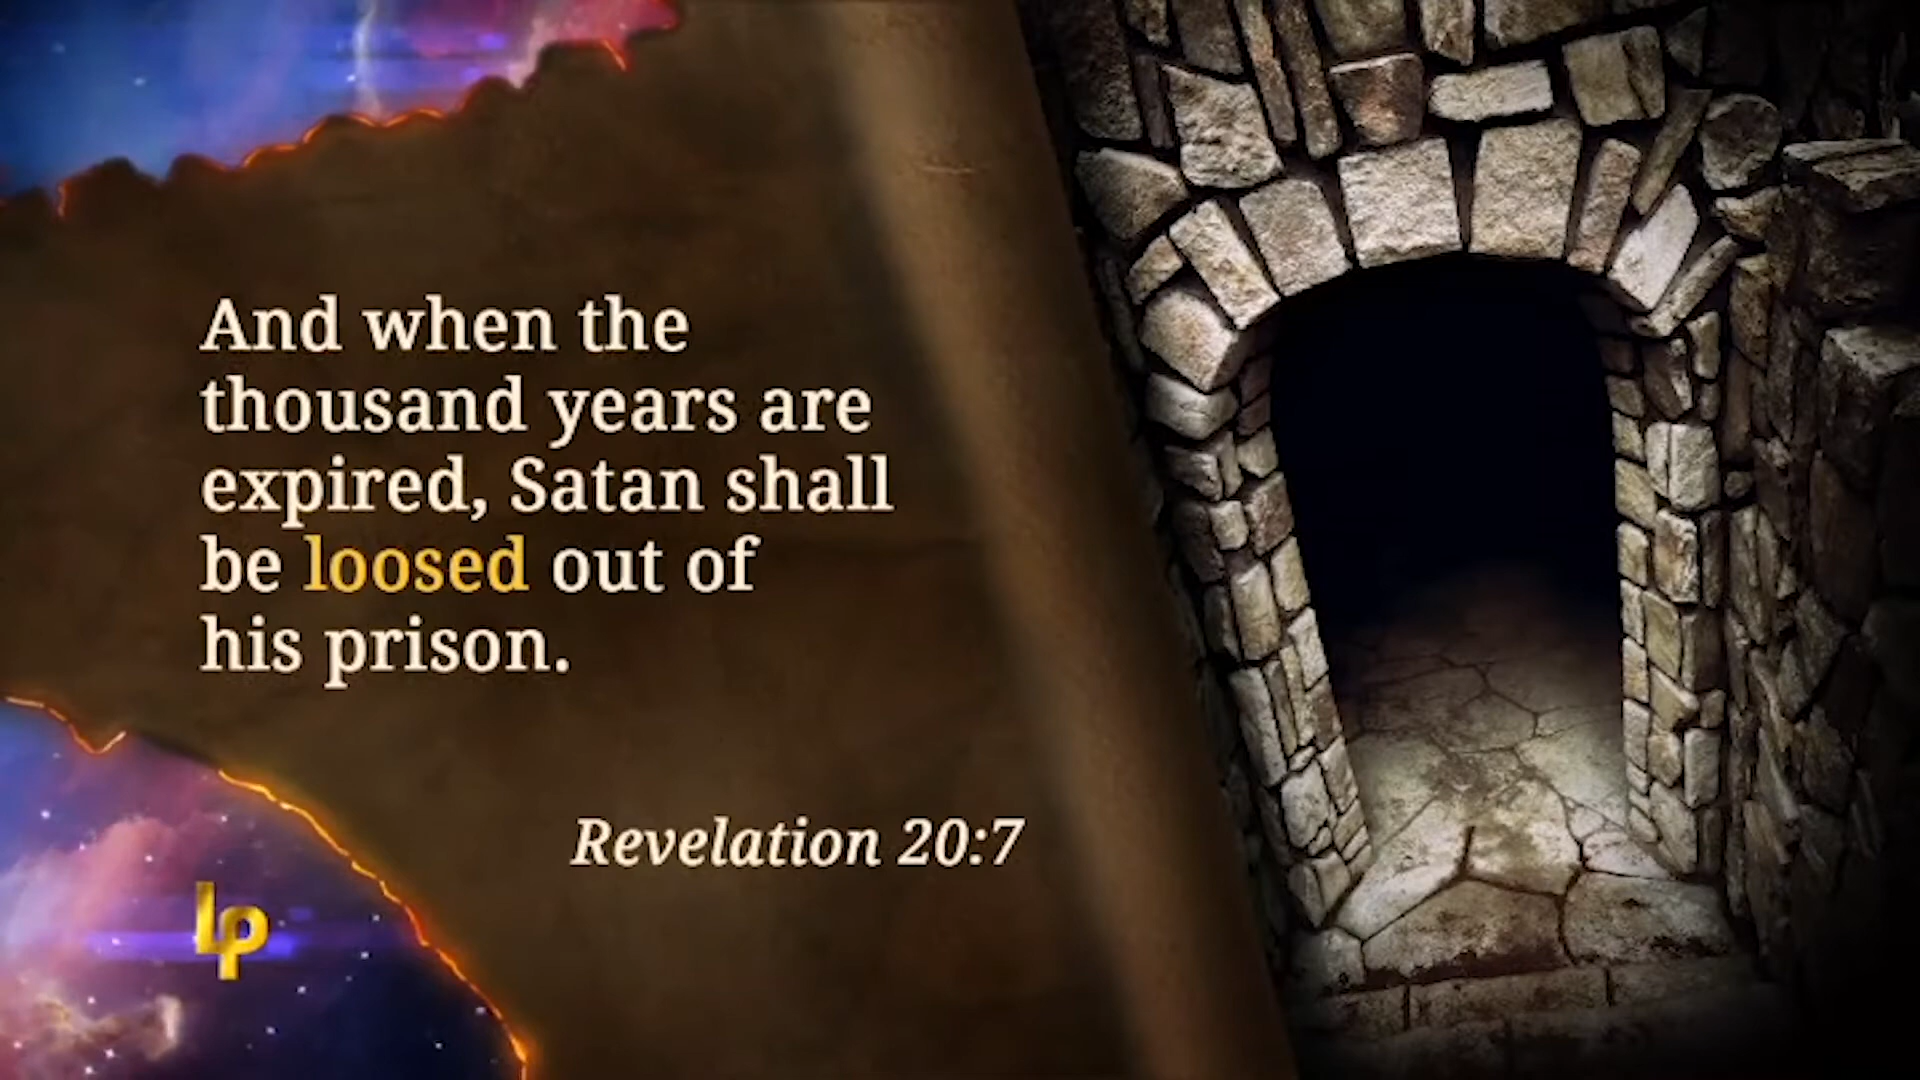 And when the
thousand years are
expired, Satan shall
be loosed out of
his prison.
Revelation 20:7
Lp